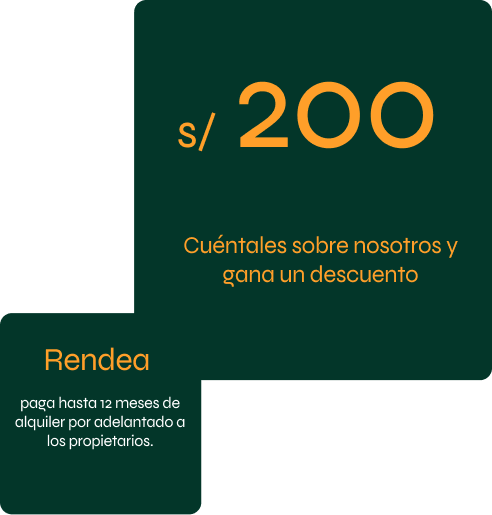 s/ 200
Cuéntales sobre nosotros y
gana un descuento
Rendea
paga hasta 12 meses de
alquiler por adelantado a
los propietarios.